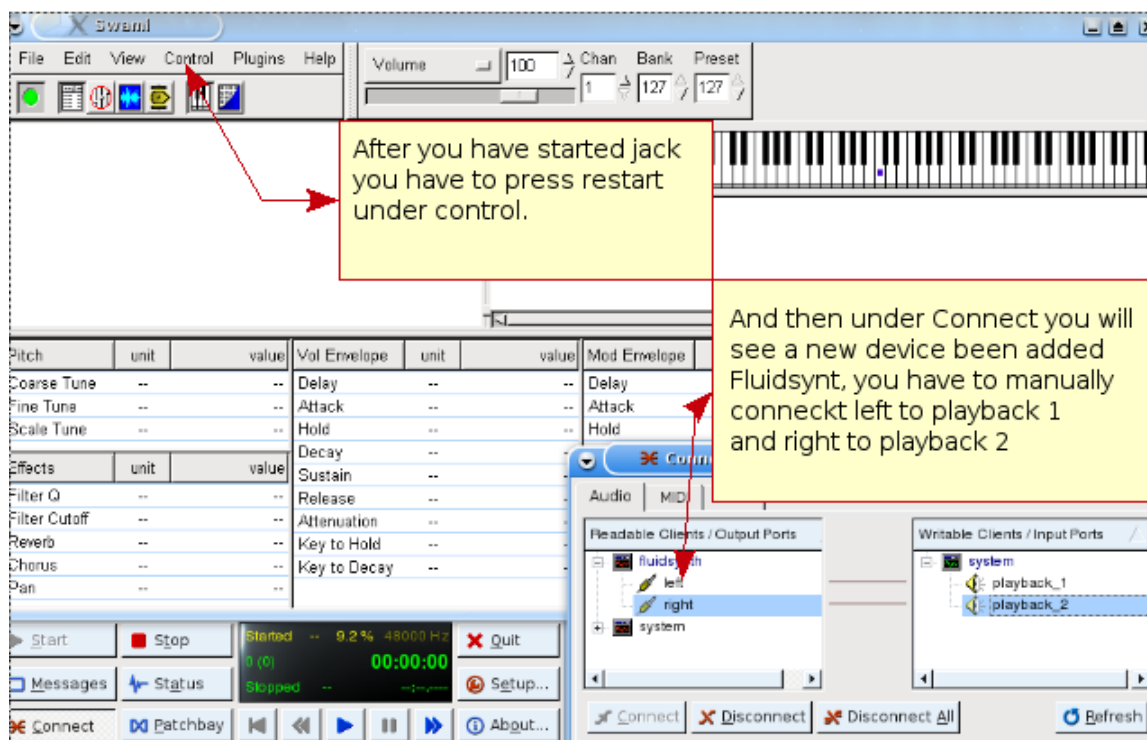 Swami
File Edit View Control Plugins Help
Volume 100
Chan Bank Preset
1 127 127
After you have started jack
you have to press restart
under control.
And then under Connect you will
see a new device been added
Fluidsynt, you have to manually
conneckt left to playback 1
and right to playback 2
Pitch unit value
Coarse Tune -- --
Fine Tune -- --
Scale Tune -- --
Effects unit value
Filter Q -- --
Filter Cutoff -- --
Reverb -- --
Chorus -- --
Pan -- --
Vol Envelope unit value
Delay -- --
Attack -- --
Hold -- --
Decay --
Sustain --
Release --
Attenuation --
Key to Hold --
Key to Decay --
Mod Envelope
Delay
Attack
Hold
Audio MIDI
Readable Clients / Output Ports
fluidsynth
left
right
system
Writable Clients / Input Ports
system
playback_1
playback_2
Connect Disconnect Disconnect All Refresh
Start Stop
Started -- 9.2 % 48000 Hz
0 (0) 00:00:00
Stopped -- --:--.----
Quit
Messages Status Setup...
Connect Patchbay About...